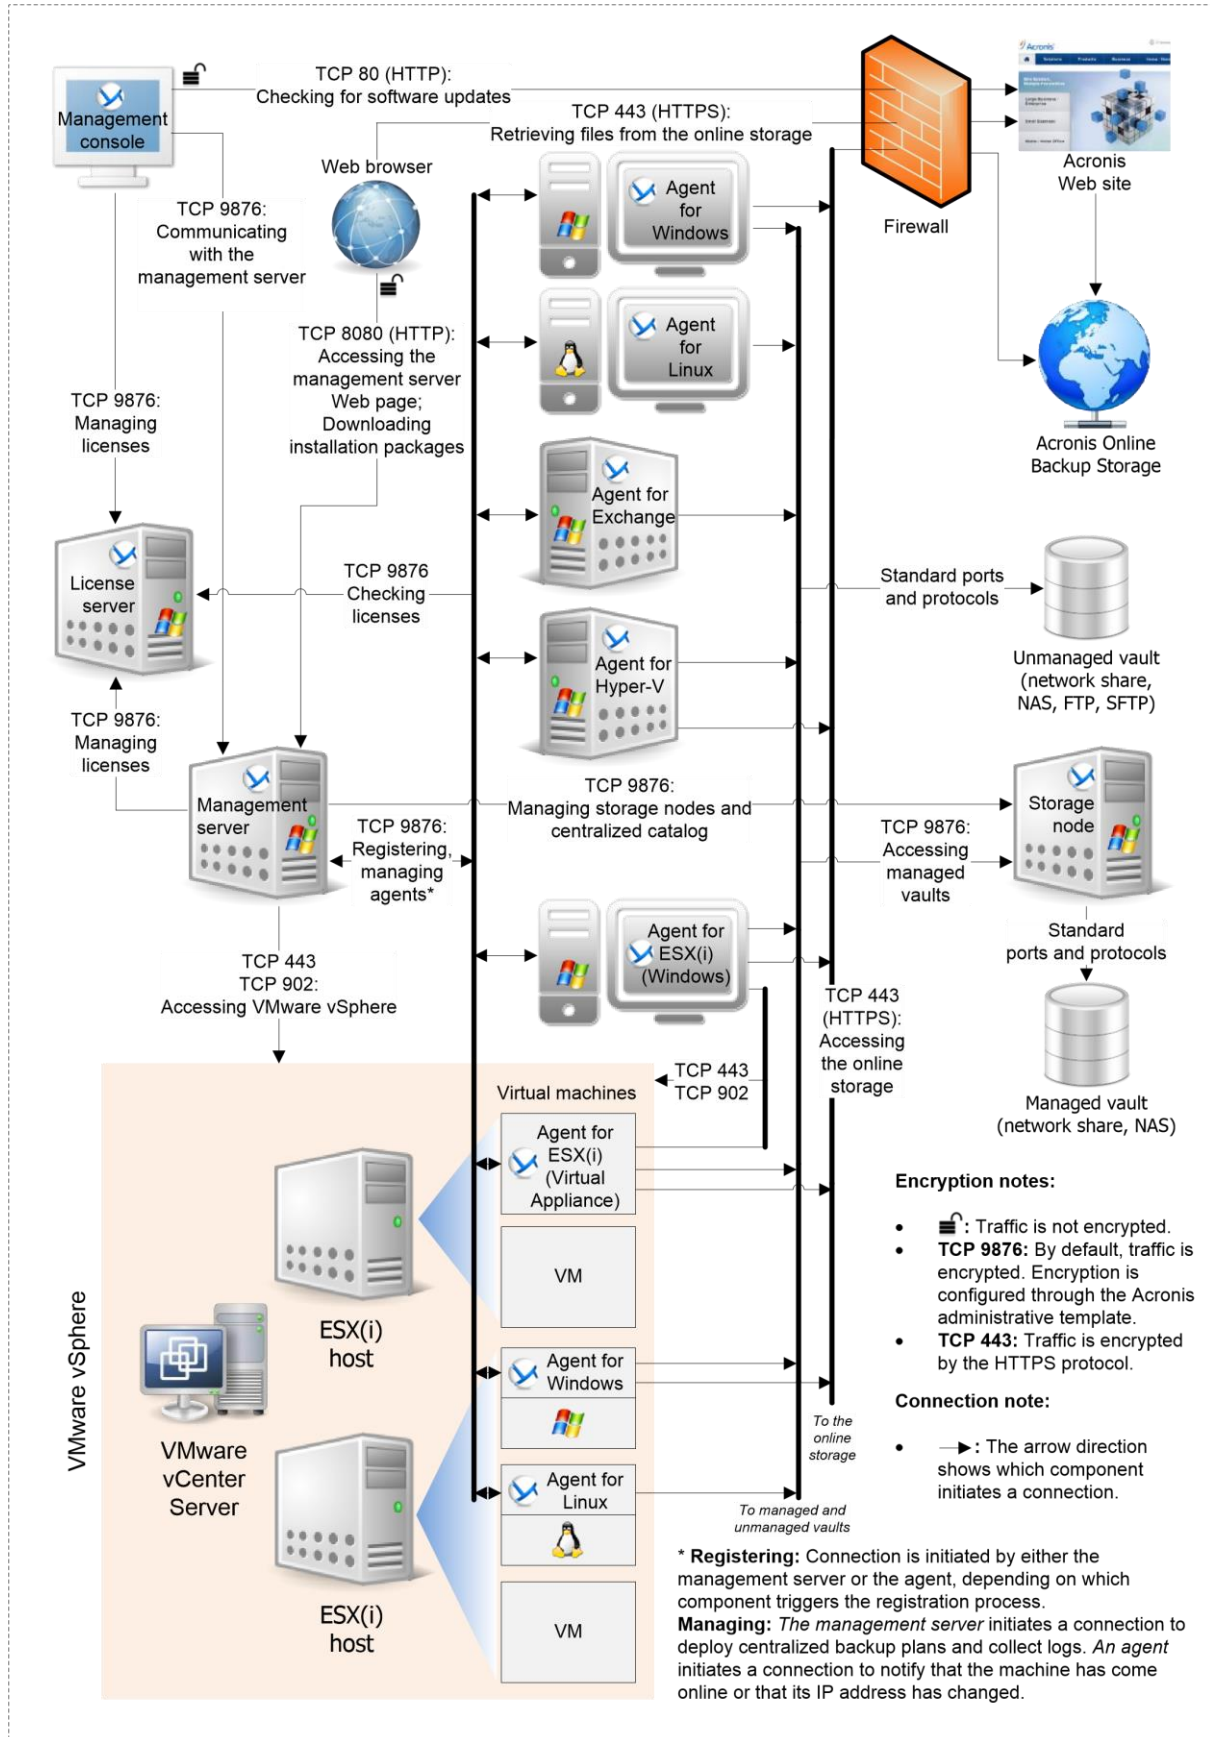 TCP 80 (HTTP):
Checking for software updates
Acronis
Management
console
TCP 443 (HTTPS):
Retrieving files from the online storage
Web browser
Acronis
Web site
Firewall
TCP 9876:
Communicating
with the
management server
Agent
for
Windows
TCP 8080 (HTTP):
Accessing the
management server
Web page;
Downloading
installation packages
Agent
for
Linux
TCP 9876:
Managing
licenses
Acronis Online
Backup Storage
Agent for
Exchange
License
server
TCP 9876
Checking
licenses
Standard ports
and protocols
Agent for
Hyper-V
Unmanaged vault
(network share,
NAS, FTP, SFTP)
TCP 9876:
Managing
licenses
Management
server
TCP 9876:
Managing storage nodes and
centralized catalog
Storage
node
TCP 9876:
Registering,
managing
agents*
TCP 9876:
Accessing
managed
vaults
Agent for
ESX(i)
(Windows)
Standard
ports and protocols
TCP 443
TCP 902:
Accessing VMware vSphere
TCP 443
(HTTPS):
Accessing
the online
storage
TCP 443
TCP 902
Managed vault
(network share, NAS)
Virtual machines
Agent for
ESX(i)
(Virtual
Appliance)
VM
ESX(i)
host
VMware vSphere
VMware
vCenter
Server
Agent for
Windows
Agent for
Linux
VM
ESX(i)
host
To the
online
storage
To managed and
unmanaged vaults
Encryption notes:
• : Traffic is not encrypted.
• TCP 9876: By default, traffic is
encrypted. Encryption is
configured through the Acronis
administrative template.
• TCP 443: Traffic is encrypted
by the HTTPS protocol.
Connection note:
• : The arrow direction
shows which component
initiates a connection.
* Registering: Connection is initiated by either the
management server or the agent, depending on which
component triggers the registration process.
Managing: The management server initiates a connection to
deploy centralized backup plans and collect logs. An agent
initiates a connection to notify that the machine has come
online or that its IP address has changed.